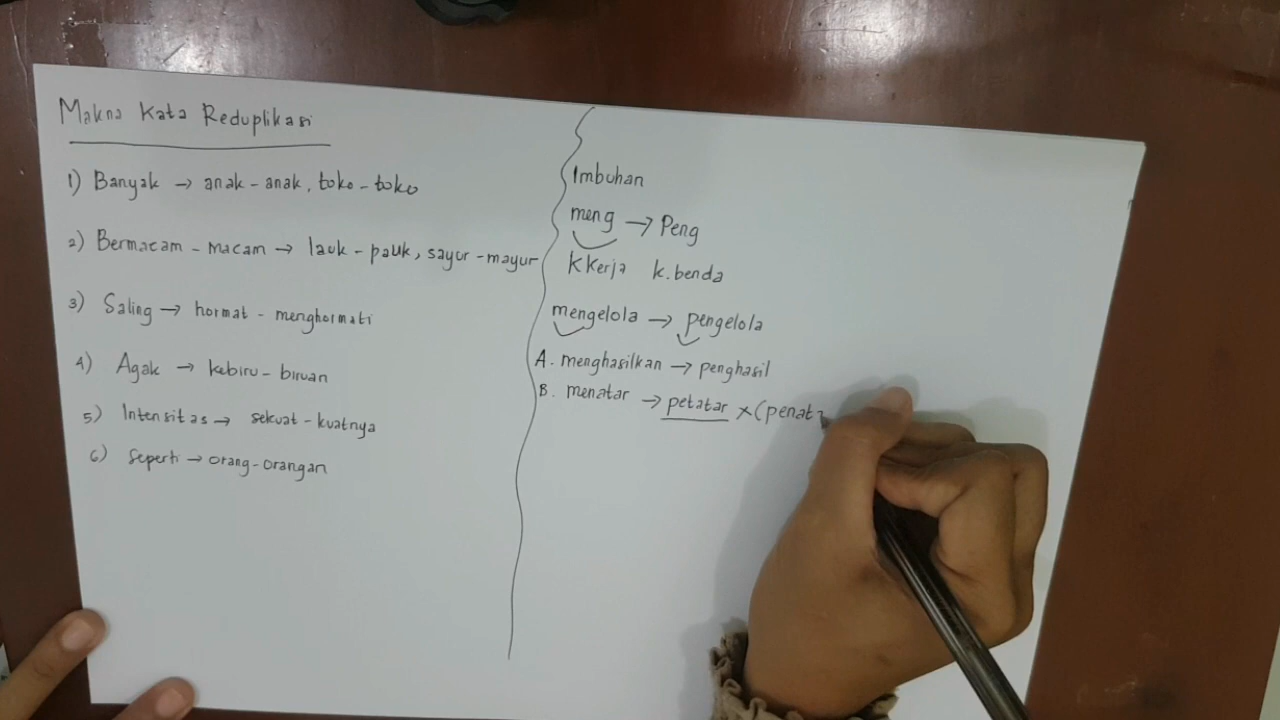 Makna Kata Reduplikasi
1) Banyak → anak - anak, toko - toko
2) Bermacam - macam → lauk - pauk, sayur - mayur
3) Saling → hormat - menghormati
4) Agak → kebiru - biruan
5) Intensitas → sekuat - kuatnya
6) Seperti → orang - orangan
Imbuhan
meng → Peng
k Kerja k. benda
mengelola → pengelola
A. menghasilkan → penghasil
B. menatar → petatar × (penata